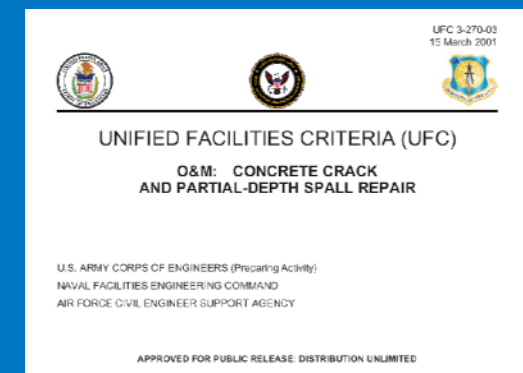 UFC 3-270-03
15 March 2001
UNIFIED FACILITIES CRITERIA (UFC)
O&M: CONCRETE CRACK
AND PARTIAL-DEPTH SPALL REPAIR
U.S. ARMY CORPS OF ENGINEERS (Preparing Activity)
NAVAL FACILITIES ENGINEERING COMMAND
AIR FORCE CIVIL ENGINEER SUPPORT AGENCY
APPROVED FOR PUBLIC RELEASE: DISTRIBUTION UNLIMITED